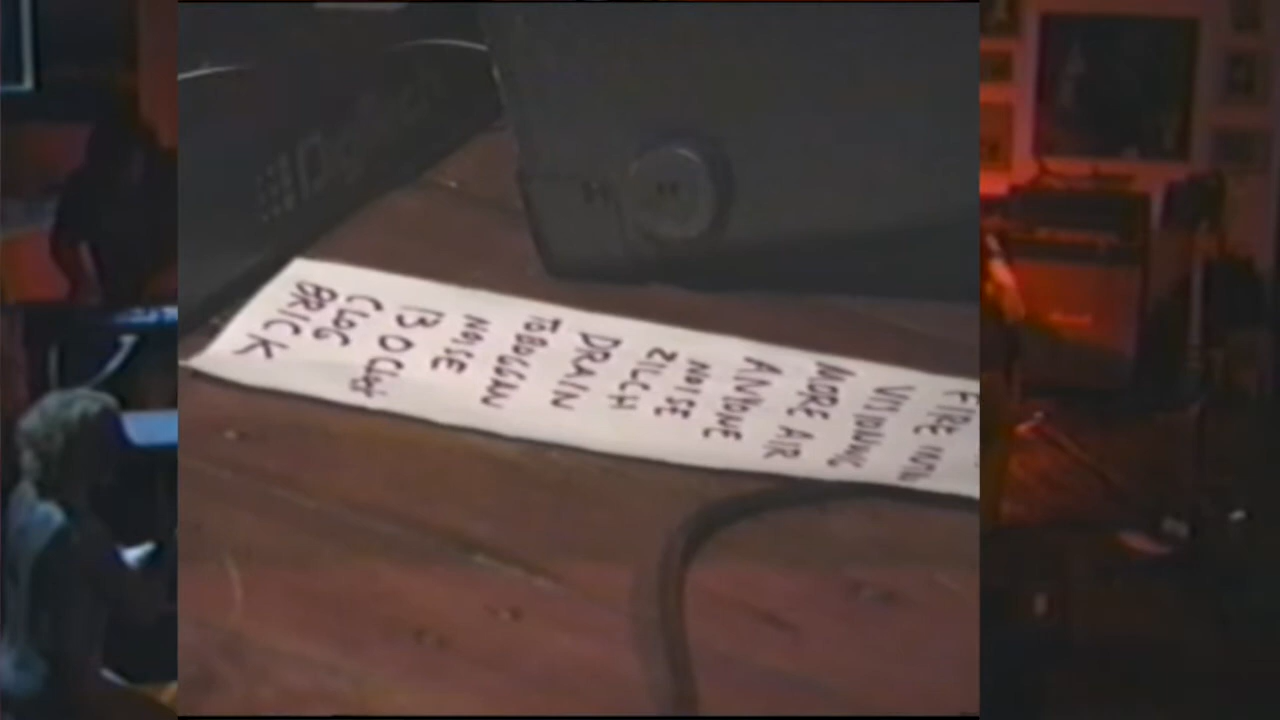 FIRE
MORE AIR
ANYONE
NOISE
ZILCH
DRAIN
TOBOGGAN
NOISE
13
CLOG
BRICK